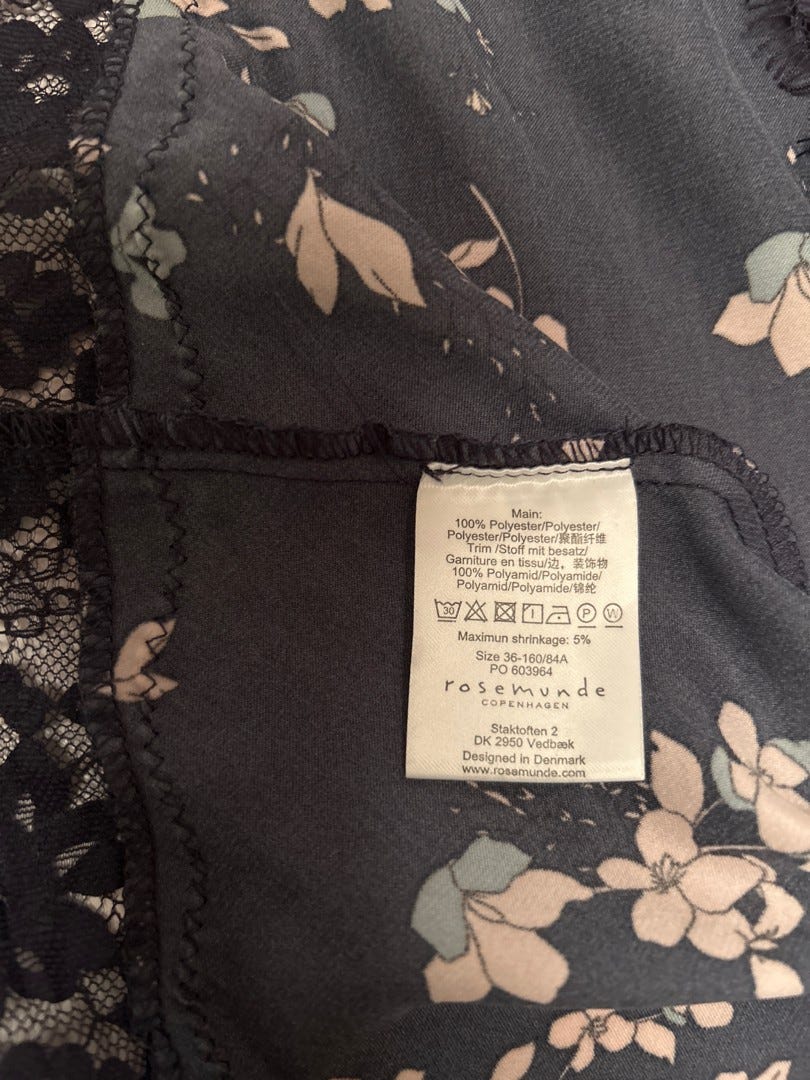 Main:
100% Polyester/Polyester/
Polyester/Polyester/聚酯纤维
Trim /Stoff mit besatz/
Garniture en tissu/边，装饰物
100% Polyamid/Polyamide/
Polyamid/Polyamide/锦纶
30 P W
Maximun shrinkage: 5%
Size 36-160/84A
PO 603964
rosemunde
COPENHAGEN
Staktoften 2
DK 2950 Vedbæk
Designed in Denmark
www.rosemunde.com